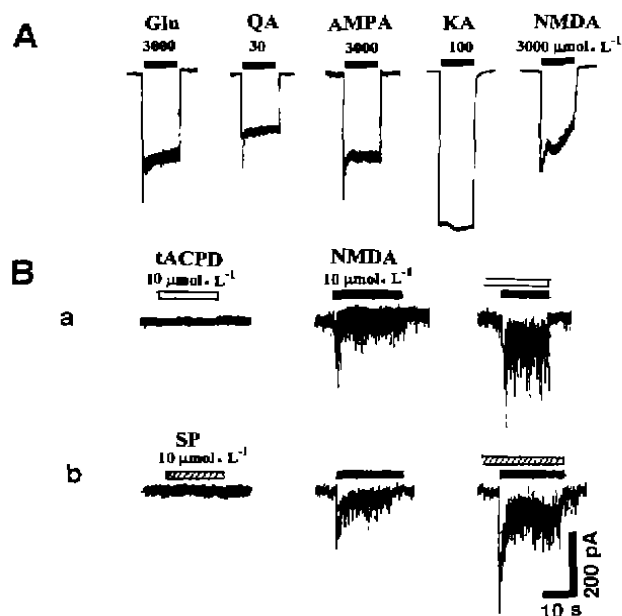 A
Glu QA AMPA KA NMDA
3000 30 3000 100 3000 μmol. L⁻¹
B
tACPD NMDA
10 μmol. L⁻¹ 10 μmol. L⁻¹
a
SP
10 μmol. L⁻¹
b
200 pA
10 s